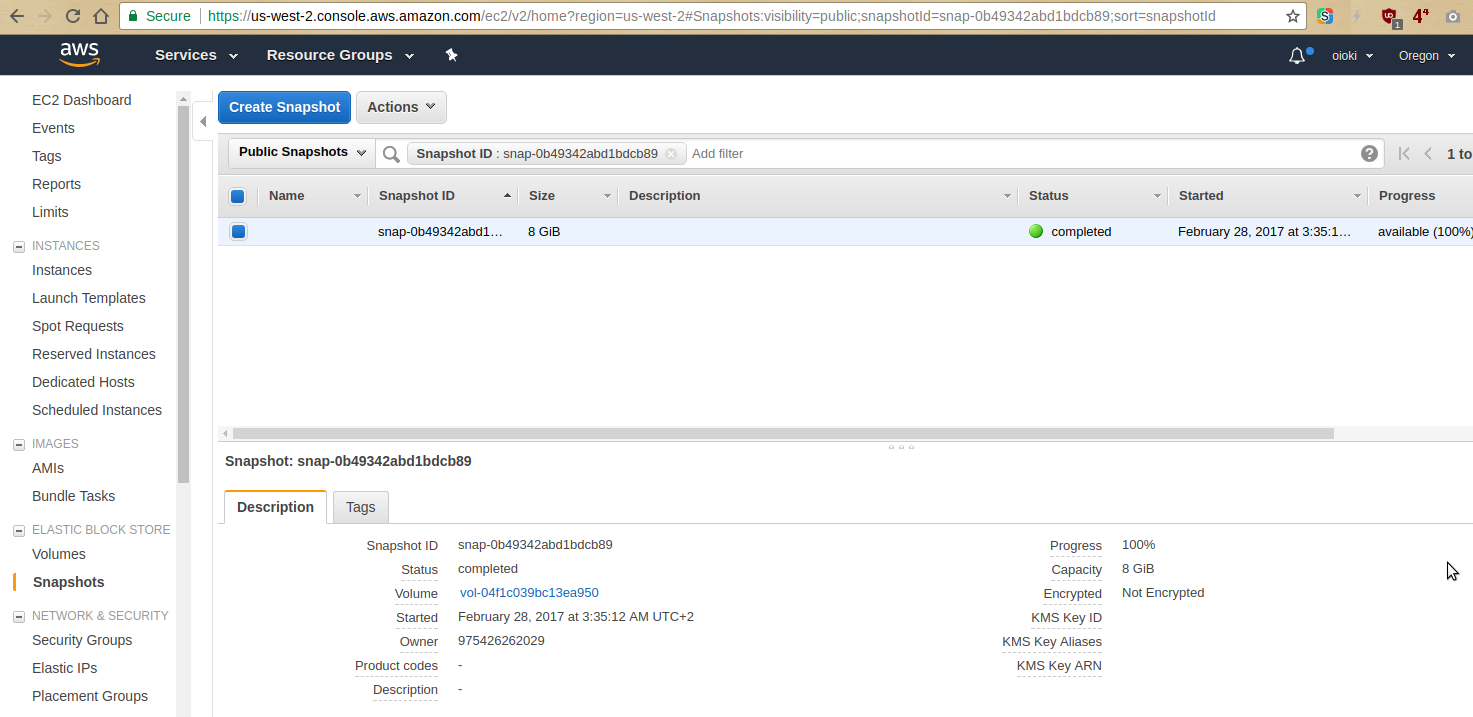 Secure https://us-west-2.console.aws.amazon.com/ec2/v2/home?region=us-west-2#Snapshots:visibility=public;snapshotId=snap-0b49342abd1bdcb89;sort=snapshotId
1 4⁴
aws Services Resource Groups oioki Oregon
EC2 Dashboard
Events
Tags
Reports
Limits
INSTANCES
Instances
Launch Templates
Spot Requests
Reserved Instances
Dedicated Hosts
Scheduled Instances
IMAGES
AMIs
Bundle Tasks
ELASTIC BLOCK STORE
Volumes
Snapshots
NETWORK & SECURITY
Security Groups
Elastic IPs
Placement Groups
Create Snapshot Actions
Public Snapshots Snapshot ID : snap-0b49342abd1bdcb89 Add filter ? 1 to
Name Snapshot ID Size Description Status Started Progress
snap-0b49342abd1... 8 GiB completed February 28, 2017 at 3:35:1... available (100%)
Snapshot: snap-0b49342abd1bdcb89
Description Tags
Snapshot ID snap-0b49342abd1bdcb89
Status completed
Volume vol-04f1c039bc13ea950
Started February 28, 2017 at 3:35:12 AM UTC+2
Owner 975426262029
Product codes -
Description -
Progress 100%
Capacity 8 GiB
Encrypted Not Encrypted
KMS Key ID
KMS Key Aliases
KMS Key ARN